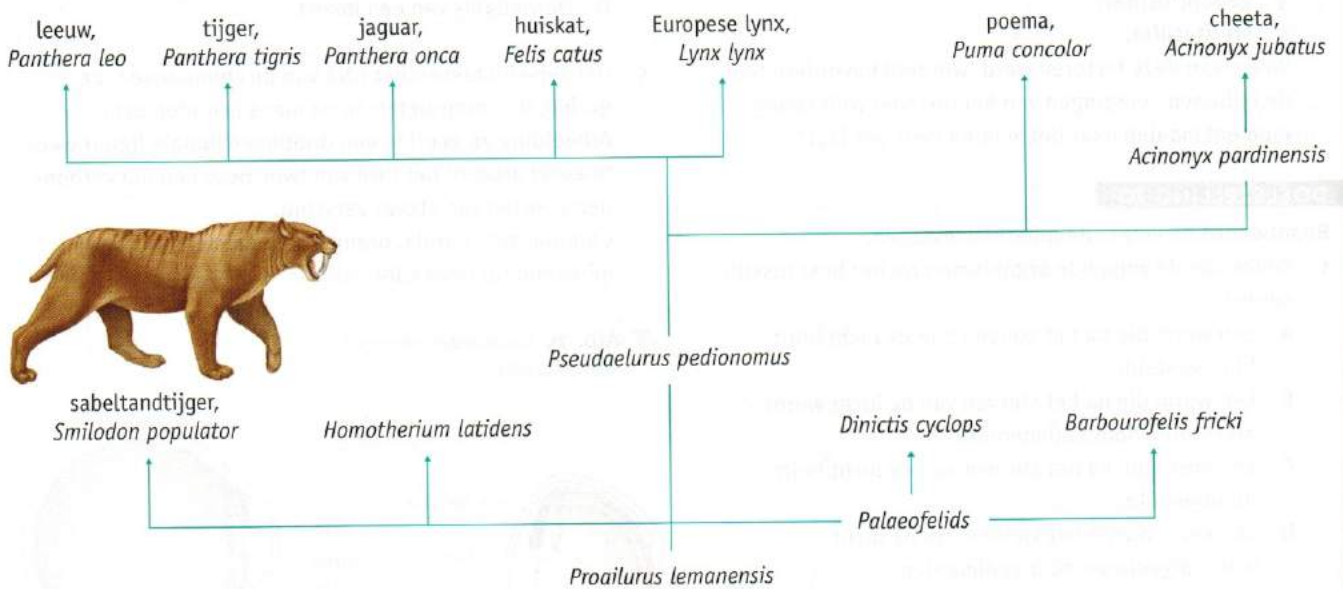 leeuw,
Panthera leo
tijger,
Panthera tigris
jaguar,
Panthera onca
huiskat,
Felis catus
Europese lynx,
Lynx lynx
poema,
Puma concolor
cheeta,
Acinonyx jubatus
Acinonyx pardinensis
Pseudaelurus pedionomus
sabeltandtijger,
Smilodon populator
Homotherium latidens
Dinictis cyclops
Barbourofelis fricki
Palaeofelids
Proailurus lemanensis